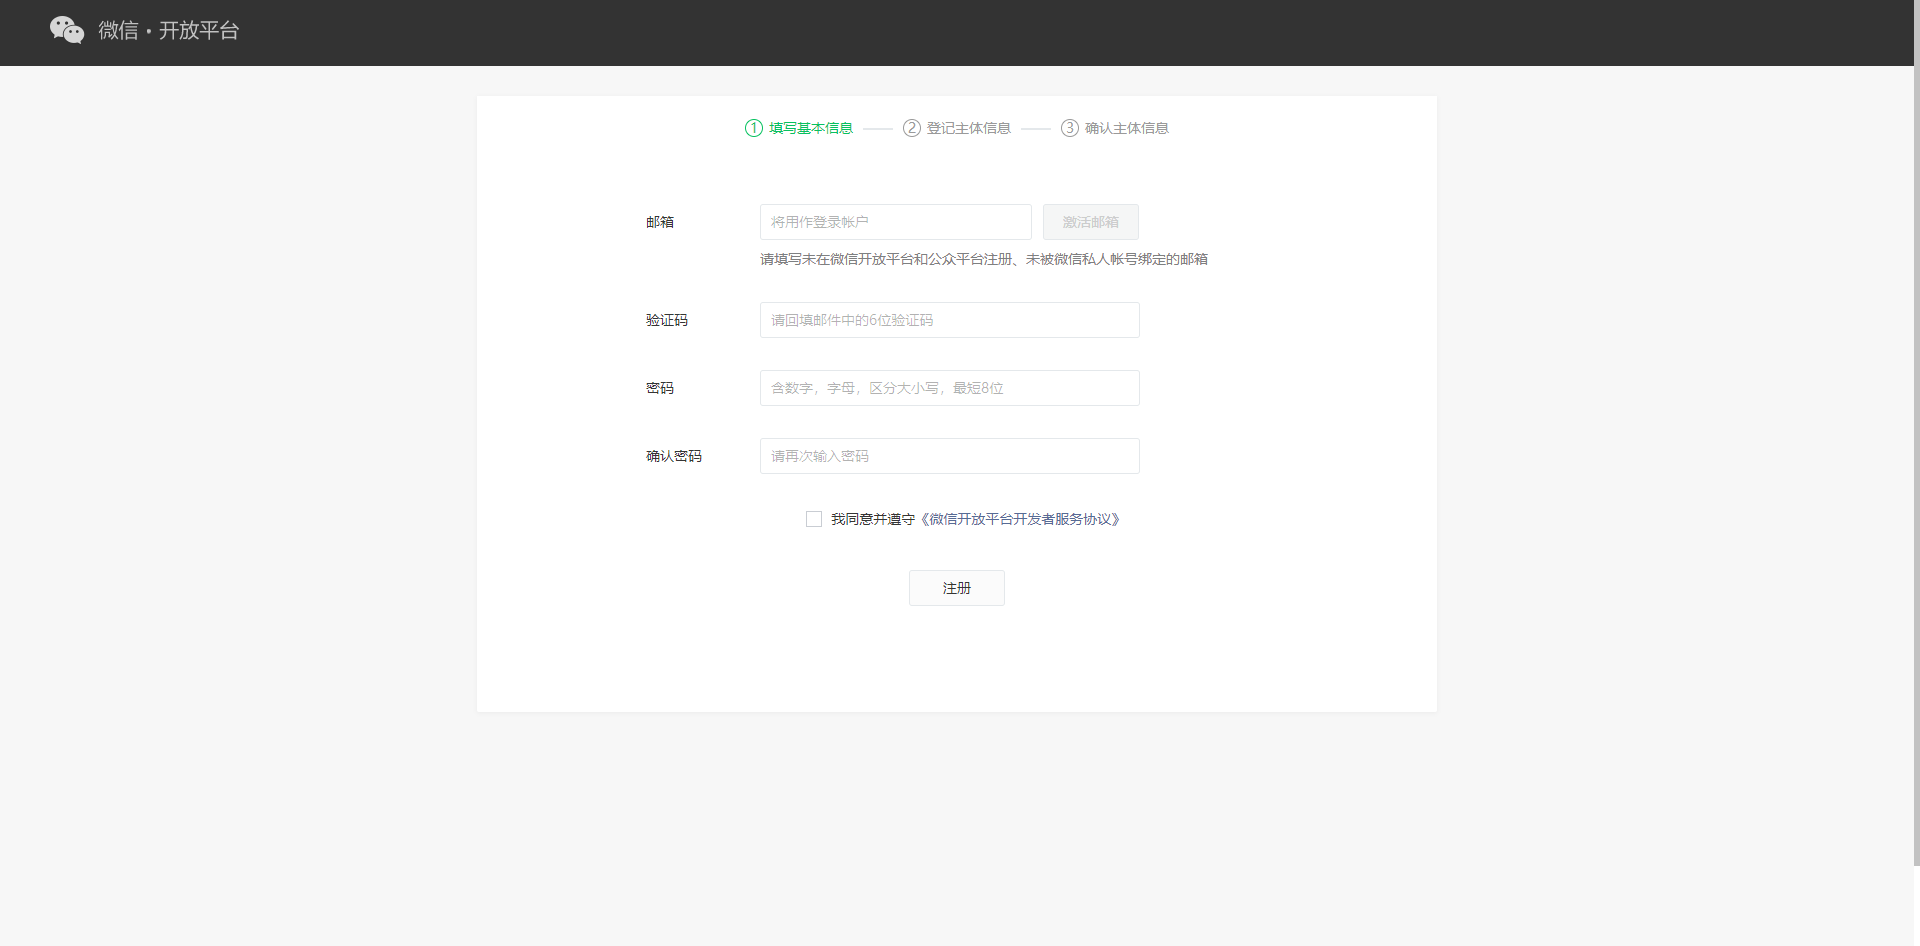 微信・开放平台
1 填写基本信息 2 登记主体信息 3 确认主体信息
邮箱 将用作登录帐户 激活邮箱
请填写未在微信开放平台和公众平台注册、未被微信私人帐号绑定的邮箱
验证码 请回填邮件中的6位验证码
密码 含数字，字母，区分大小写，最短8位
确认密码 请再次输入密码
我同意并遵守《微信开放平台开发者服务协议》
注册